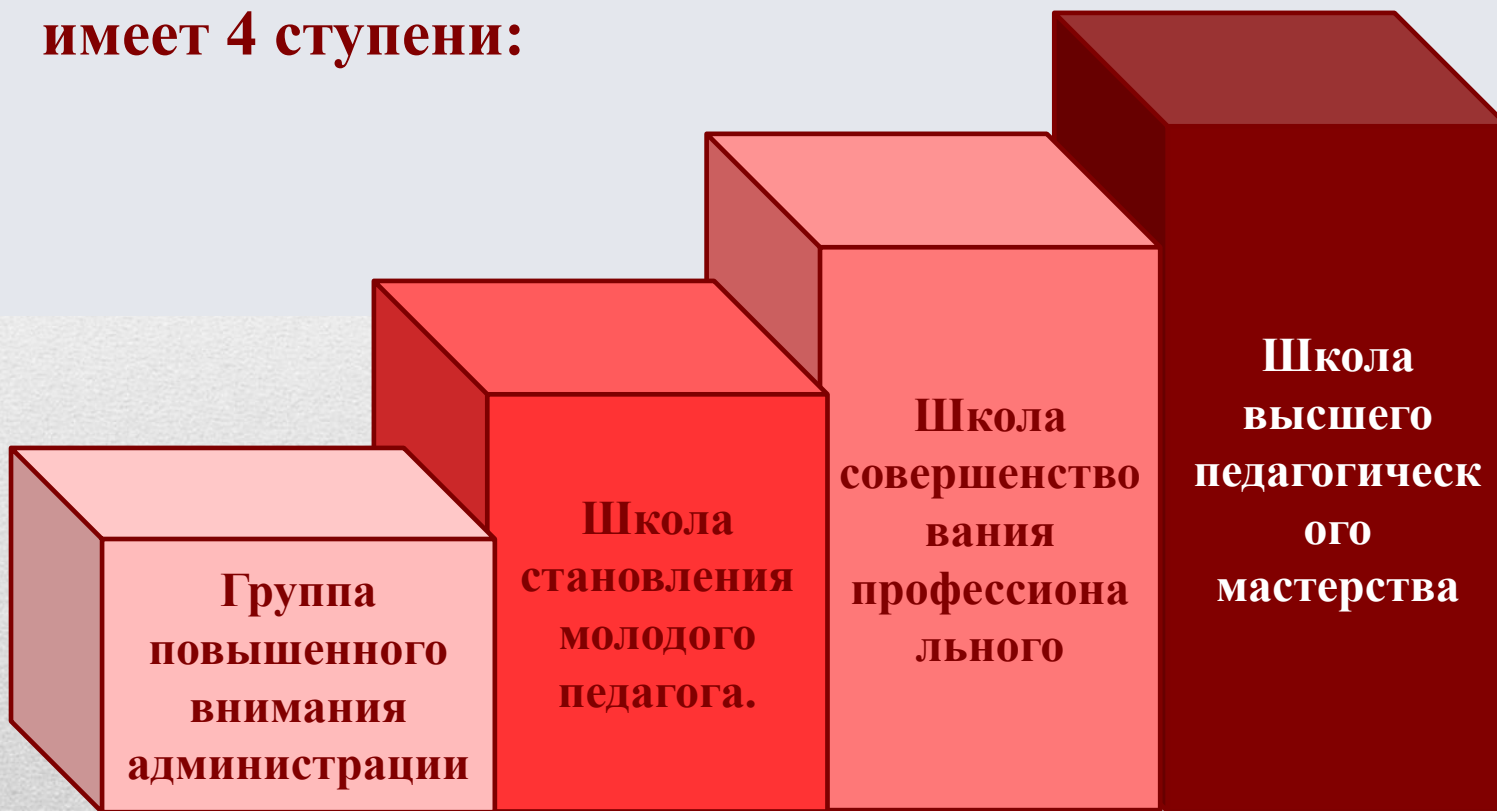 имеет 4 ступени:
Группа
повышенного
внимания
администрации
Школа
становления
молодого
педагога.
Школа
совершенство
вания
профессиона
льного
Школа
высшего
педагогическ
ого
мастерства